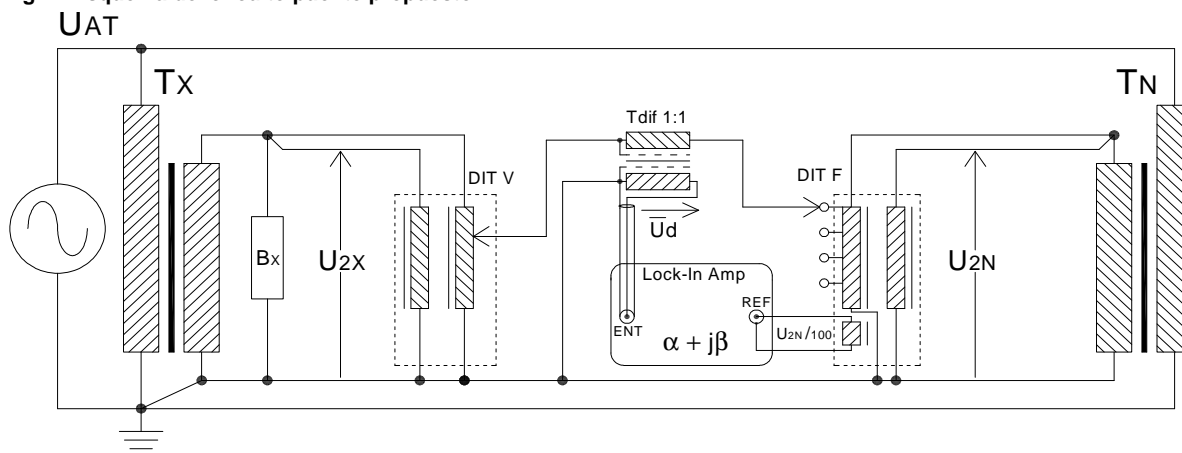 UAT
TX
TN
Tdif 1:1
DIT V
DIT F
Ud
BX
U2X
U2N
Lock-In Amp
REF
ENT
U2N/100
α + jβ